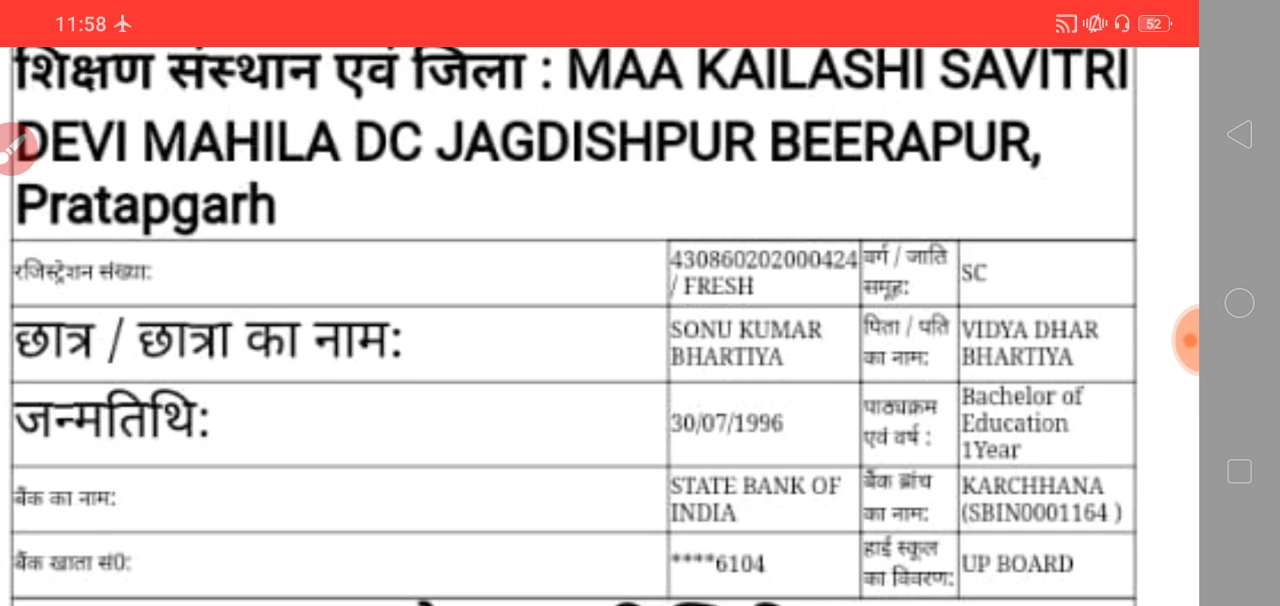 11:58
52
शिक्षण संस्थान एवं जिला : MAA KAILASHI SAVITRI
DEVI MAHILA DC JAGDISHPUR BEERAPUR,
Pratapgarh
रजिस्ट्रेशन संख्या:
430860202000424
/ FRESH
वर्ग / जाति
समूह:
SC
छात्र / छात्रा का नाम:
SONU KUMAR
BHARTIYA
पिता / पति
का नाम:
VIDYA DHAR
BHARTIYA
जन्मतिथि:
30/07/1996
पाठ्यक्रम
एवं वर्ष :
Bachelor of
Education
1Year
बैंक का नाम:
STATE BANK OF
INDIA
बैंक ब्रांच
का नाम:
KARCHHANA
(SBIN0001164 )
बैंक खाता सं0:
****6104
हाई स्कूल
का विवरण:
UP BOARD